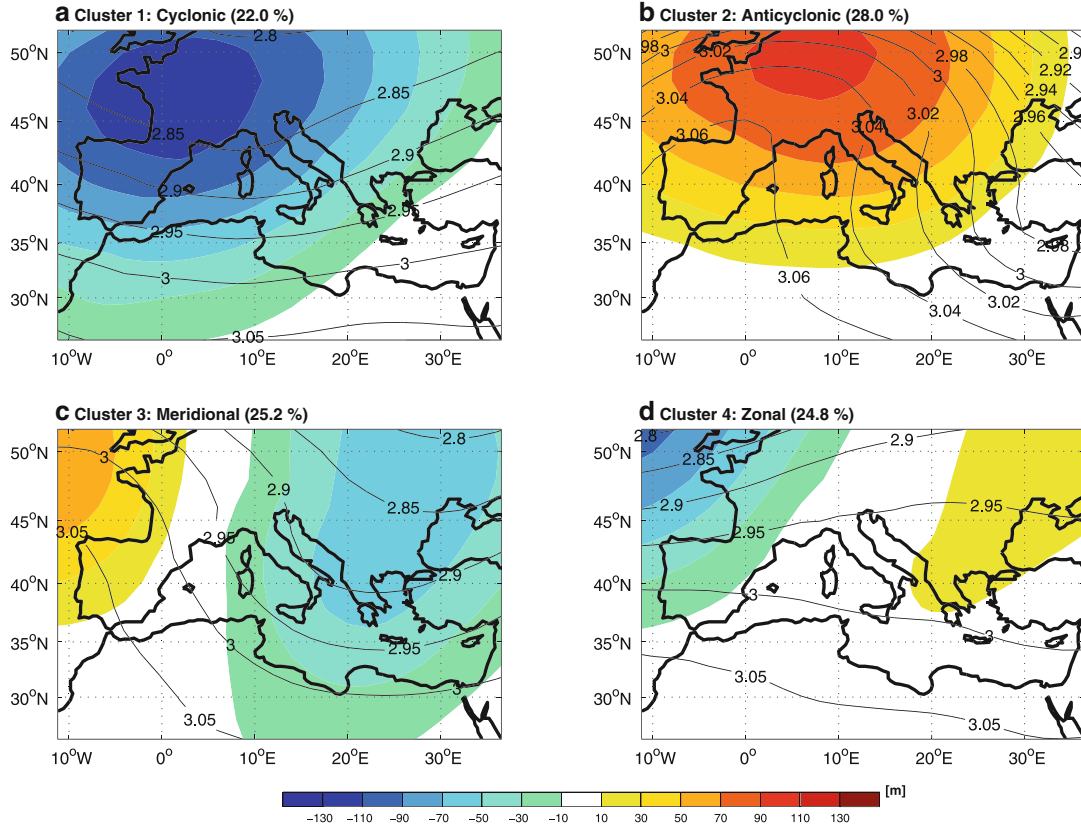 a Cluster 1: Cyclonic (22.0 %)
50°N
45°N
40°N
35°N
30°N
10°W 0° 10°E 20°E 30°E
2.8
2.85
2.85
2.9
2.9
2.95
2.95
3
3
3.05
b Cluster 2: Anticyclonic (28.0 %)
50°N
45°N
40°N
35°N
30°N
10°W 0° 10°E 20°E 30°E
2.98
3
3.02
2.98
3
2.92
2.94
2.96
3.04
3.02
3.04
3.06
2.98
3
3.06
3.02
3.04
c Cluster 3: Meridional (25.2 %)
50°N
45°N
40°N
35°N
30°N
10°W 0° 10°E 20°E 30°E
3
2.8
2.9
2.85
3.05
2.95
2.9
3
2.95
3
3.05
d Cluster 4: Zonal (24.8 %)
50°N
45°N
40°N
35°N
30°N
10°W 0° 10°E 20°E 30°E
2.8
2.9
2.85
2.9
2.95
2.95
3
3
3.05
3.05
[m]
−130 −110 −90 −70 −50 −30 −10 10 30 50 70 90 110 130